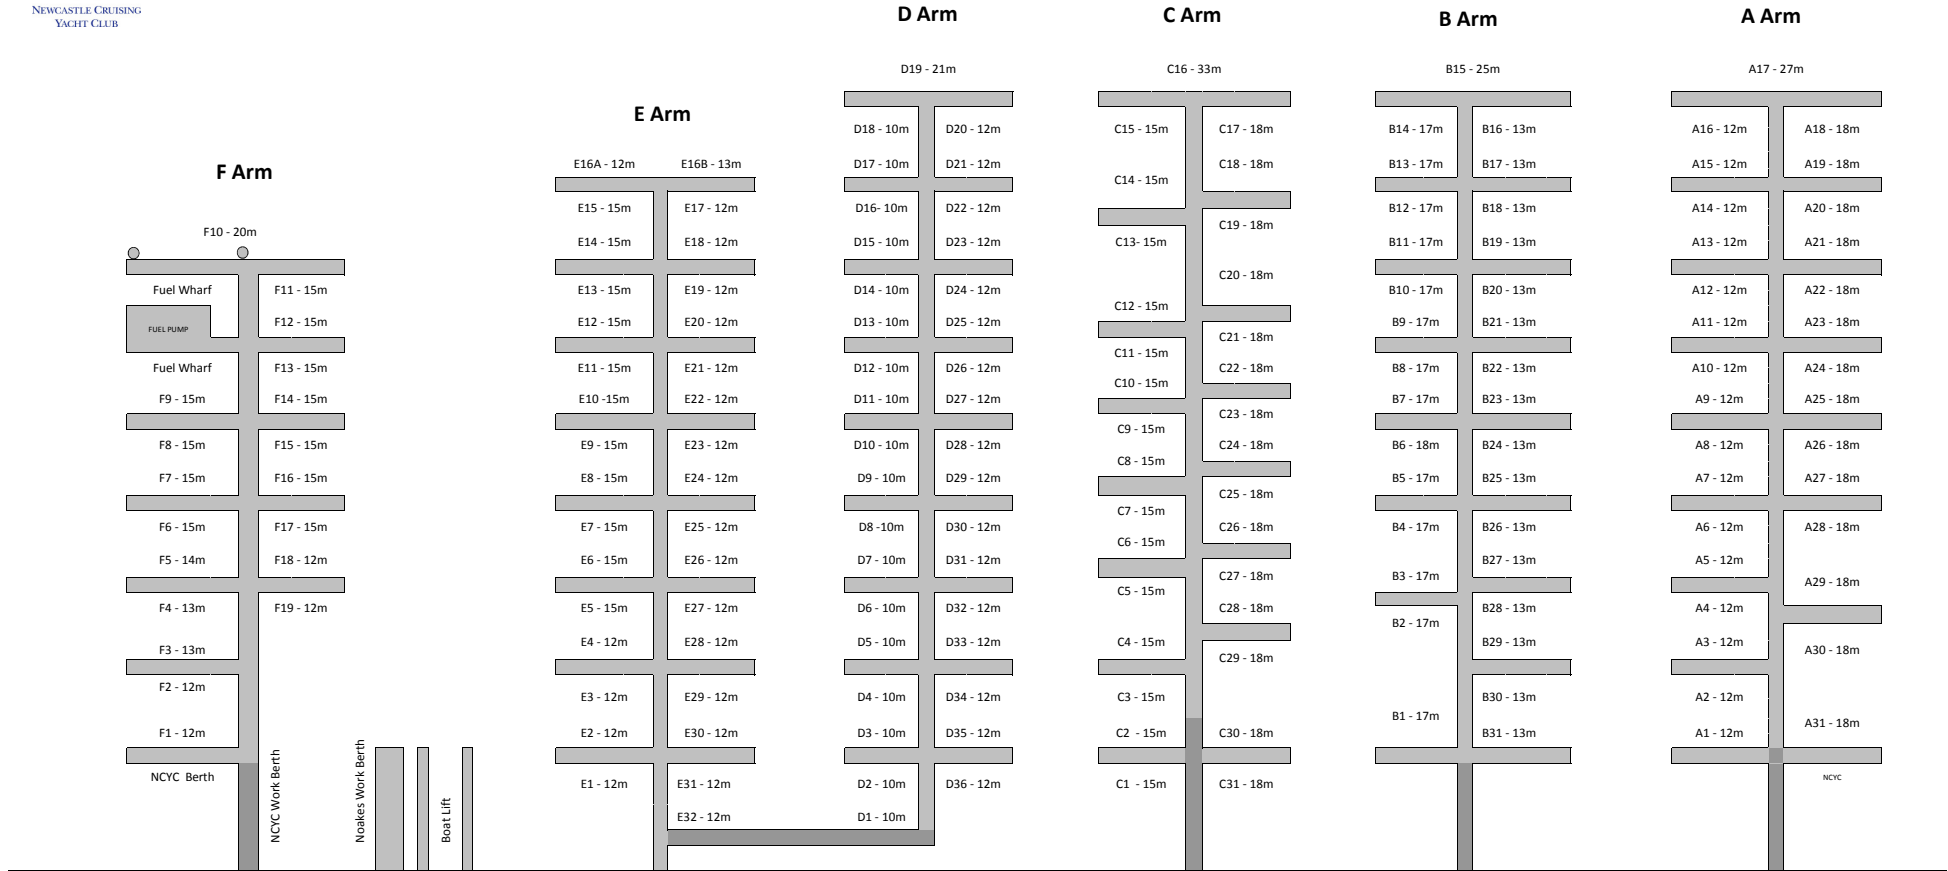 NEWCASTLE CRUISING
YACHT CLUB
F Arm
F10 - 20m
Fuel Wharf
F11 - 15m
FUEL PUMP
F12 - 15m
Fuel Wharf
F13 - 15m
F9 - 15m
F14 - 15m
F8 - 15m
F15 - 15m
F7 - 15m
F16 - 15m
F6 - 15m
F17 - 15m
F5 - 14m
F18 - 12m
F4 - 13m
F19 - 12m
F3 - 13m
F2 - 12m
F1 - 12m
NCYC Berth
NCYC Work Berth
Noakes Work Berth
Boat Lift
E Arm
E16A - 12m
E16B - 13m
E15 - 15m
E17 - 12m
E14 - 15m
E18 - 12m
E13 - 15m
E19 - 12m
E12 - 15m
E20 - 12m
E11 - 15m
E21 - 12m
E10 -15m
E22 - 12m
E9 - 15m
E23 - 12m
E8 - 15m
E24 - 12m
E7 - 15m
E25 - 12m
E6 - 15m
E26 - 12m
E5 - 15m
E27 - 12m
E4 - 12m
E28 - 12m
E3 - 12m
E29 - 12m
E2 - 12m
E30 - 12m
E1 - 12m
E31 - 12m
E32 - 12m
D Arm
D19 - 21m
D18 - 10m
D20 - 12m
D17 - 10m
D21 - 12m
D16- 10m
D22 - 12m
D15 - 10m
D23 - 12m
D14 - 10m
D24 - 12m
D13 - 10m
D25 - 12m
D12 - 10m
D26 - 12m
D11 - 10m
D27 - 12m
D10 - 10m
D28 - 12m
D9 - 10m
D29 - 12m
D8 -10m
D30 - 12m
D7 - 10m
D31 - 12m
D6 - 10m
D32 - 12m
D5 - 10m
D33 - 12m
D4 - 10m
D34 - 12m
D3 - 10m
D35 - 12m
D2 - 10m
D36 - 12m
D1 - 10m
C Arm
C16 - 33m
C15 - 15m
C17 - 18m
C18 - 18m
C14 - 15m
C19 - 18m
C13- 15m
C20 - 18m
C12 - 15m
C21 - 18m
C11 - 15m
C22 - 18m
C10 - 15m
C23 - 18m
C9 - 15m
C24 - 18m
C8 - 15m
C25 - 18m
C7 - 15m
C26 - 18m
C6 - 15m
C27 - 18m
C5 - 15m
C28 - 18m
C4 - 15m
C29 - 18m
C3 - 15m
C2 - 15m
C30 - 18m
C1 - 15m
C31 - 18m
B Arm
B15 - 25m
B14 - 17m
B16 - 13m
B13 - 17m
B17 - 13m
B12 - 17m
B18 - 13m
B11 - 17m
B19 - 13m
B10 - 17m
B20 - 13m
B9 - 17m
B21 - 13m
B8 - 17m
B22 - 13m
B7 - 17m
B23 - 13m
B6 - 18m
B24 - 13m
B5 - 17m
B25 - 13m
B4 - 17m
B26 - 13m
B27 - 13m
B3 - 17m
B28 - 13m
B2 - 17m
B29 - 13m
B30 - 13m
B1 - 17m
B31 - 13m
A Arm
A17 - 27m
A16 - 12m
A18 - 18m
A15 - 12m
A19 - 18m
A14 - 12m
A20 - 18m
A13 - 12m
A21 - 18m
A12 - 12m
A22 - 18m
A11 - 12m
A23 - 18m
A10 - 12m
A24 - 18m
A9 - 12m
A25 - 18m
A8 - 12m
A26 - 18m
A7 - 12m
A27 - 18m
A6 - 12m
A28 - 18m
A5 - 12m
A29 - 18m
A4 - 12m
A3 - 12m
A30 - 18m
A2 - 12m
A31 - 18m
A1 - 12m
NCYC